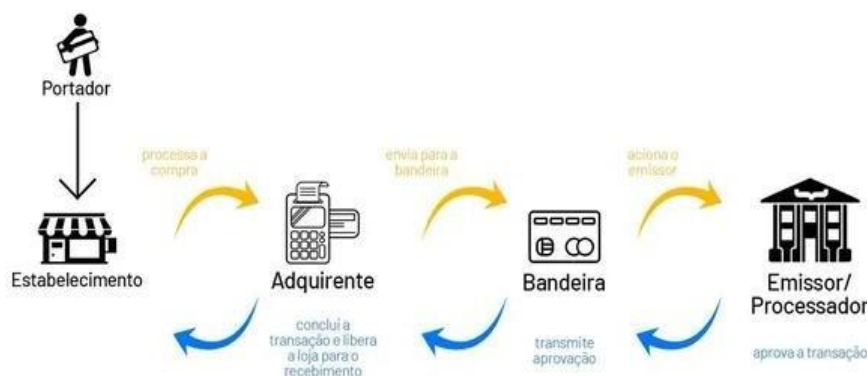 Portador
processa a
compra
envia para a
bandeira
aciona o
emissor
Estabelecimento
Adquirente
Bandeira
Emissor/
Processador
conclui a
transação e libera
a loja para o
recebimento
transmite
aprovação
aprova a transação